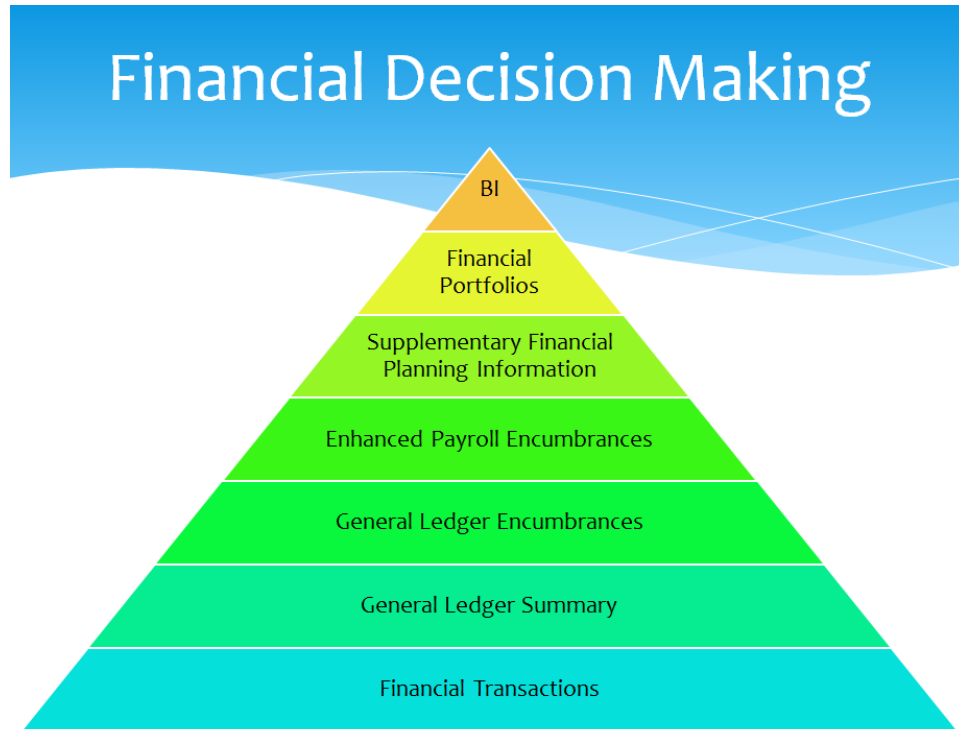 Financial Decision Making
BI
Financial
Portfolios
Supplementary Financial
Planning Information
Enhanced Payroll Encumbrances
General Ledger Encumbrances
General Ledger Summary
Financial Transactions